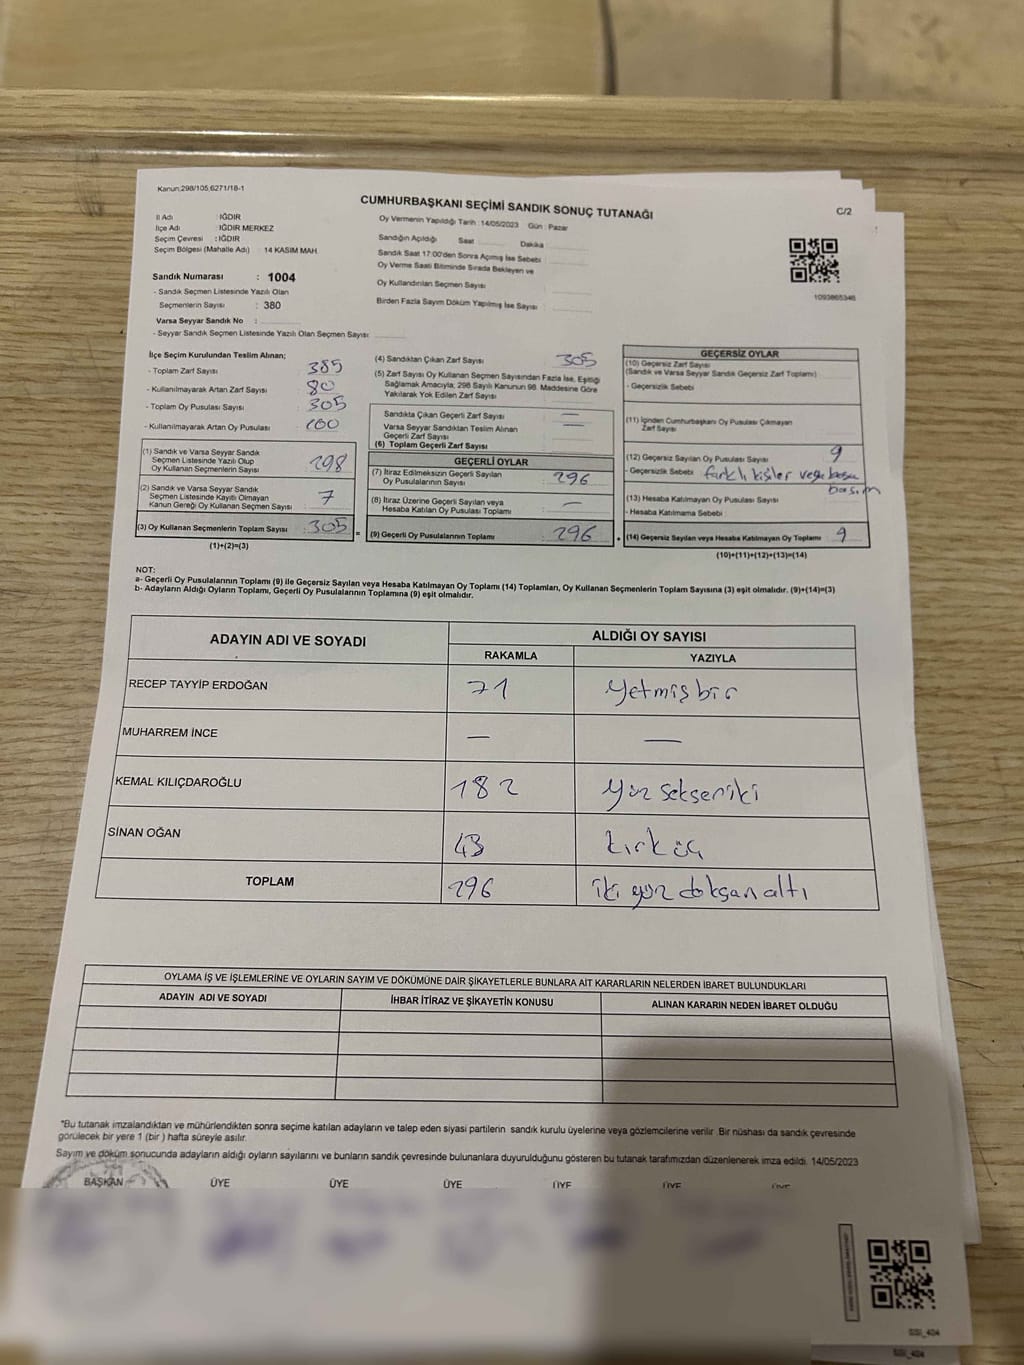 Kanun:298/105,6271/18-1
CUMHURBAŞKANI SEÇİMİ SANDIK SONUÇ TUTANAĞI
C/2
İl Adı : IĞDIR
İlçe Adı : IĞDIR MERKEZ
Seçim Çevresi : IĞDIR
Seçim Bölgesi (Mahalle Adı) : 14 KASIM MAH.
Sandık Numarası : 1004
- Sandık Seçmen Listesinde Yazılı Olan
Seçmenlerin Sayısı : 380
Varsa Seyyar Sandık No :
- Seyyar Sandık Seçmen Listesinde Yazılı Olan Seçmen Sayısı
Oy Vermenin Yapıldığı Tarih : 14/05/2023 Gün : Pazar
Sandığın Açıldığı Saat Dakika
Sandık Saat 17:00'den Sonra Açımış İse Sebebi
Oy Verme Saati Bitiminde Sırada Bekleyen ve
Oy Kullandırılan Seçmen Sayısı
Birden Fazla Sayım Döküm Yapılmış İse Sayısı
1093865346
İlçe Seçim Kurulundan Teslim Alınan;
- Toplam Zarf Sayısı : 385
- Kullanılmayarak Artan Zarf Sayısı : 80
- Toplam Oy Pusulası Sayısı : 305
- Kullanılmayarak Artan Oy Pusulası : 100
(1) Sandık ve Varsa Seyyar Sandık
Seçmen Listesinde Yazılı Olup
Oy Kullanan Seçmenlerin Sayısı : 298
(2) Sandık ve Varsa Seyyar Sandık
Seçmen Listesinde Kayıtlı Olmayan
Kanun Gereği Oy Kullanan Seçmen Sayısı : 7
(3) Oy Kullanan Seçmenlerin Toplam Sayısı : 305
(1)+(2)=(3)
(4) Sandıktan Çıkan Zarf Sayısı : 305
(5) Zarf Sayısı Oy Kullanan Seçmen Sayısından Fazla İse, Eşitliği
Sağlamak Amacıyla; 298 Sayılı Kanunun 98. Maddesine Göre
Yakılarak Yok Edilen Zarf Sayısı
Sandıkta Çıkan Geçerli Zarf Sayısı : —
Varsa Seyyar Sandıktan Teslim Alınan
Geçerli Zarf Sayısı : —
(6) Toplam Geçerli Zarf Sayısı
GEÇERLİ OYLAR
(7) İtiraz Edilmeksizin Geçerli Sayılan
Oy Pusulalarının Sayısı : 296
(8) İtiraz Üzerine Geçerli Sayılan veya
Hesaba Katılan Oy Pusulası Toplamı : —
= (9) Geçerli Oy Pusulalarının Toplamı : 296
GEÇERSİZ OYLAR
(10) Geçersiz Zarf Sayısı
(Sandık ve Varsa Seyyar Sandık Geçersiz Zarf Toplamı)
- Geçersizlik Sebebi
(11) İçinden Cumhurbaşkanı Oy Pusulası Çıkmayan
Zarf Sayısı
(12) Geçersiz Sayılan Oy Pusulası Sayısı : 9
- Geçersizlik Sebebi farklı kişiler
(13) Hesaba Katılmayan Oy Pusulası Sayısı
- Hesaba Katılmama Sebebi
+ (14) Geçersiz Sayılan veya Hesaba Katılmayan Oy Toplamı : 9
(10)+(11)+(12)+(13)=(14)
NOT:
a- Geçerli Oy Pusulalarının Toplamı (9) ile Geçersiz Sayılan veya Hesaba Katılmayan Oy Toplamı (14) Toplamları, Oy Kullanan Seçmenlerin Toplam Sayısına (3) eşit olmalıdır. (9)+(14)=(3)
b- Adayların Aldığı Oyların Toplamı, Geçerli Oy Pusulalarının Toplamına (9) eşit olmalıdır.
ADAYIN ADI VE SOYADI ALDIĞI OY SAYISI
RAKAMLA YAZIYLA
RECEP TAYYİP ERDOĞAN 71 yetmişbir
MUHARREM İNCE — —
KEMAL KILIÇDAROĞLU 182 yüz sekseniki
SİNAN OĞAN 43 kırk üç
TOPLAM 296 iki yüz doksan altı
OYLAMA İŞ VE İŞLEMLERİNE VE OYLARIN SAYIM VE DÖKÜMÜNE DAİR ŞİKAYETLERLE BUNLARA AİT KARARLARIN NELERDEN İBARET BULUNDUKLARI
ADAYIN ADI VE SOYADI İHBAR İTİRAZ VE ŞİKAYETİN KONUSU ALINAN KARARIN NEDEN İBARET OLDUĞU
*Bu tutanak imzalandıktan ve mühürlendikten sonra seçime katılan adayların ve talep eden siyasi partilerin sandık kurulu üyelerine veya gözlemcilerine verilir. Bir nüshası da sandık çevresinde
görülecek bir yere 1 (bir) hafta süreyle asılır.
Sayım ve döküm sonucunda adayların aldığı oyların sayılarını ve bunların sandık çevresinde bulunanlara duyurulduğunu gösteren bu tutanak tarafımızdan düzenlenerek imza edildi. 14/05/2023
BAŞKAN ÜYE ÜYE ÜYE ÜYE ÜYE ÜYE
SSI_404
SSI_404